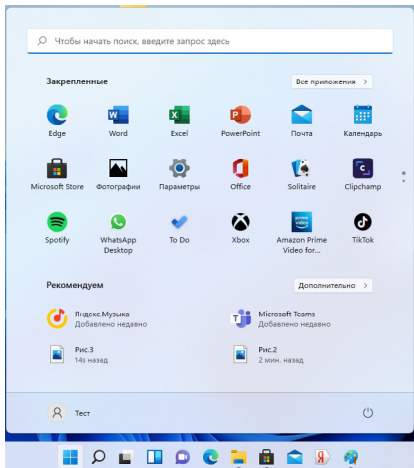 Чтобы начать поиск, введите запрос здесь
Закрепленные
Все приложения >
Edge
Word
Excel
PowerPoint
Почта
Календарь
Microsoft Store
Фотографии
Параметры
Office
Solitaire
Clipchamp
Spotify
WhatsApp
Desktop
To Do
Xbox
prime video
Amazon Prime
Video for...
TikTok
Рекомендуем
Дополнительно >
Яндекс.Музыка
Добавлено недавно
Microsoft Teams
Добавлено недавно
Рис.3
14s назад
Рис.2
2 мин. назад
Тест